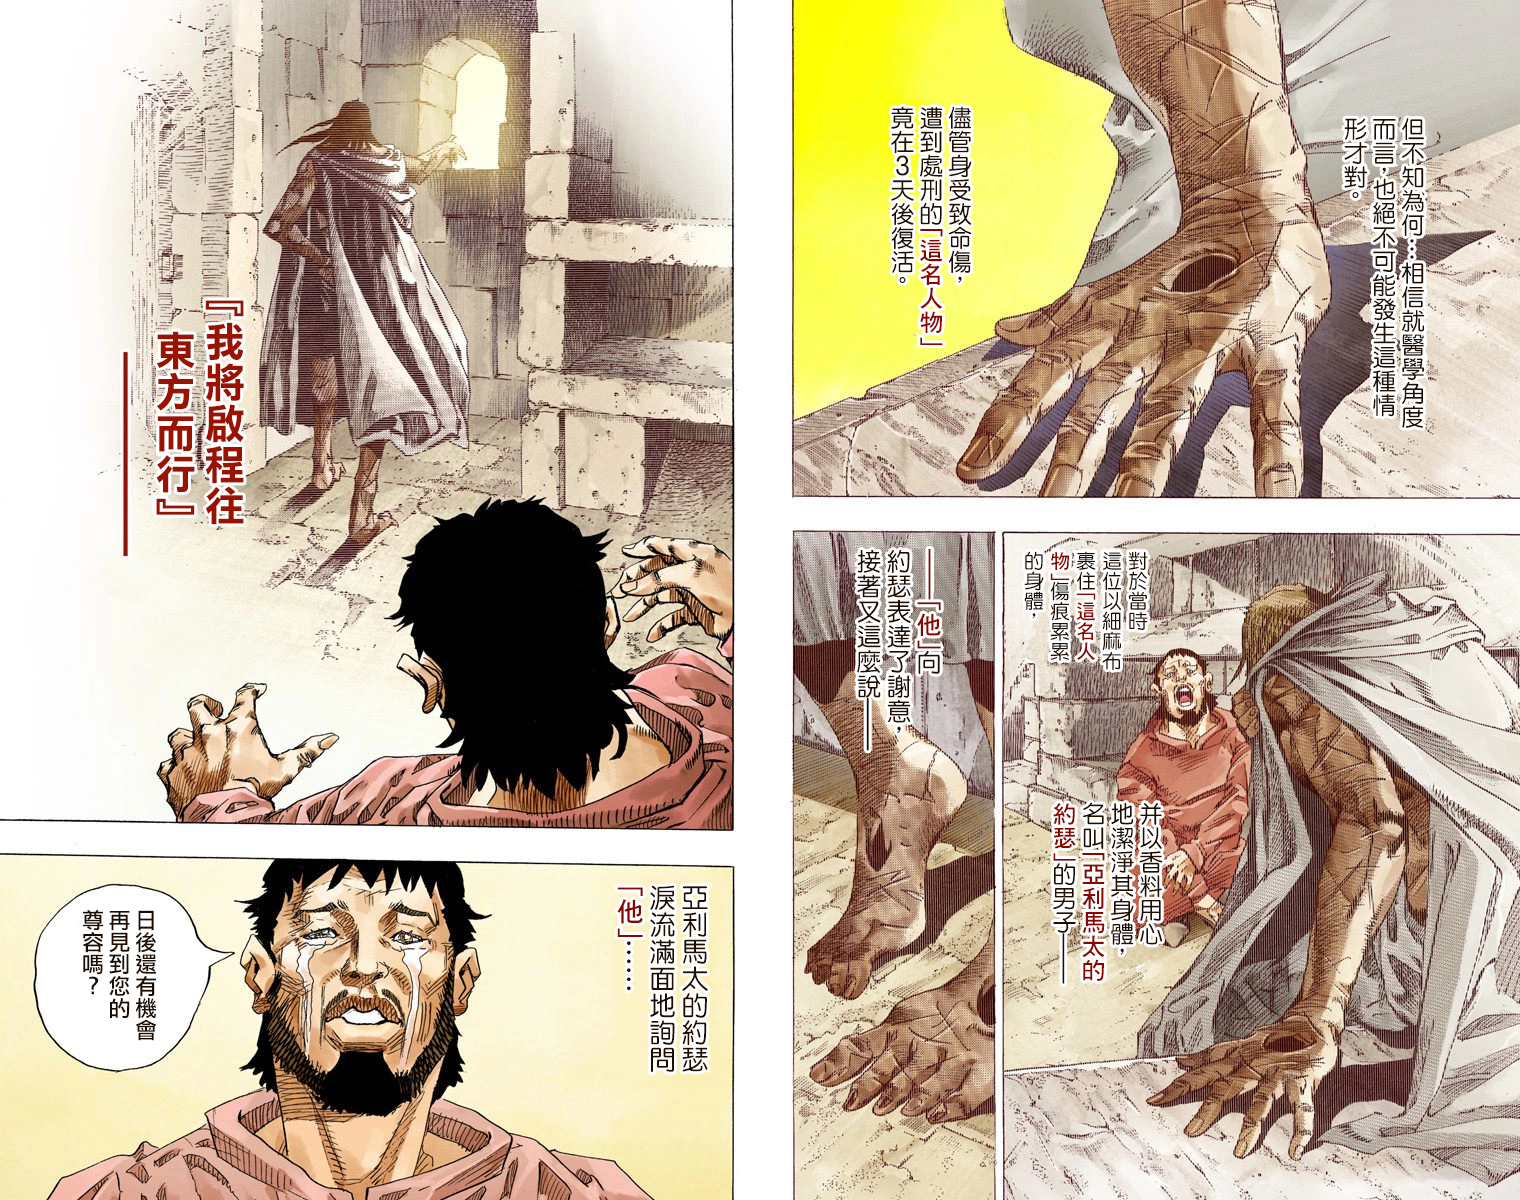 但不知為何…相信就醫學角度
而言，也絕不可能發生這種情
形才對。
儘管身受致命傷，
遭到處刑的「這名人物」
竟在3天後復活。
對於當時
這位以細麻布
裹住「這名人
物」傷痕累累
的身體，
并以香料用心
地潔淨其身體，
名叫「亞利馬太的
約瑟」的男子——
——「他」向
約瑟表達了謝意，
接著又這麼說——
『我將啟程往
東方而行』
——
亞利馬太的約瑟
淚流滿面地詢問
「他」……
日後還有機會
再見到您的
尊容嗎？